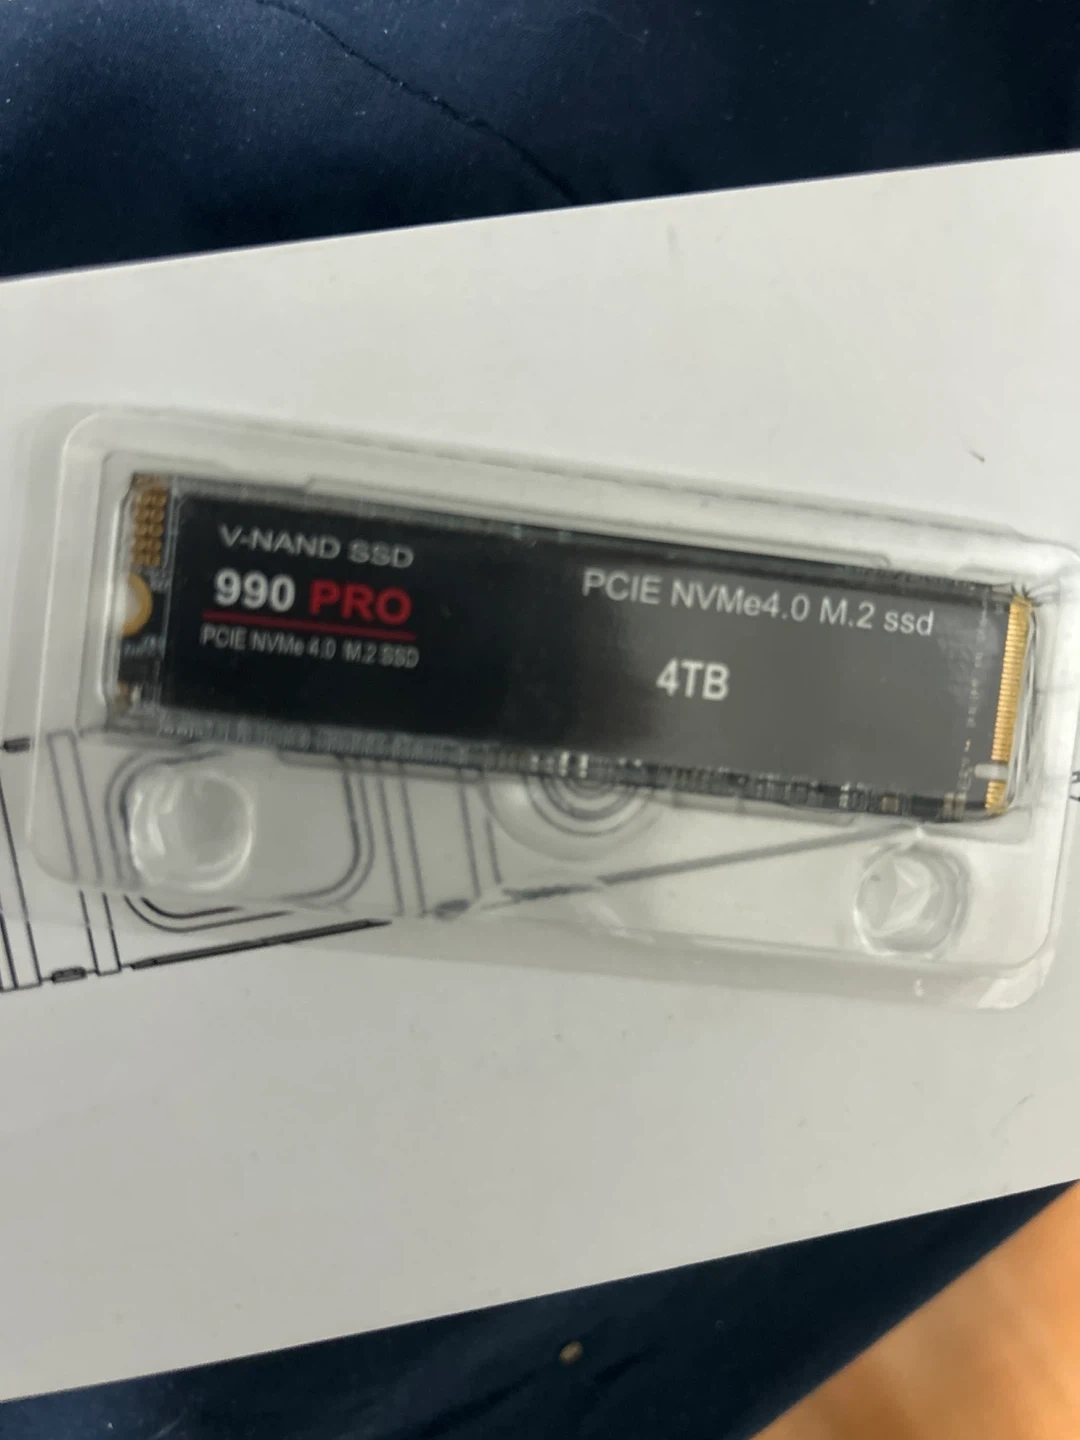 V-NAND SSD
990 PRO
PCIE NVMe 4.0 M.2 SSD
PCIE NVMe4.0 M.2 ssd
4TB